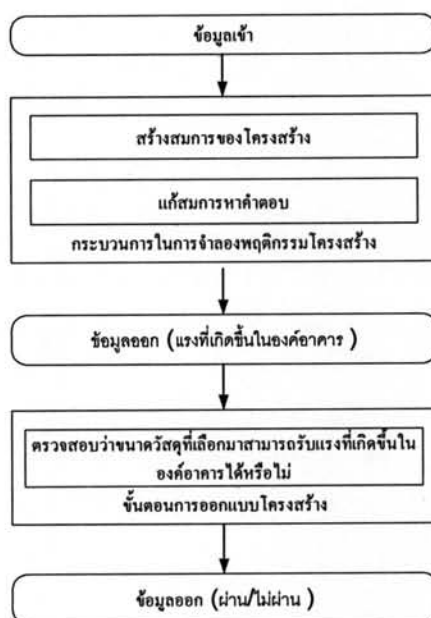 ข้อมูลเข้า
สร้างสมการของโครงสร้าง
แก้สมการหาคำตอบ
กระบวนการในการจำลองพฤติกรรมโครงสร้าง
ข้อมูลออก (แรงที่เกิดขึ้นในองค์อาคาร )
ตรวจสอบว่าขนาดวัสดุที่เลือกมาสามารถรับแรงที่เกิดขึ้นใน
องค์อาคารได้หรือไม่
ขั้นตอนการออกแบบโครงสร้าง
ข้อมูลออก (ผ่าน/ไม่ผ่าน )